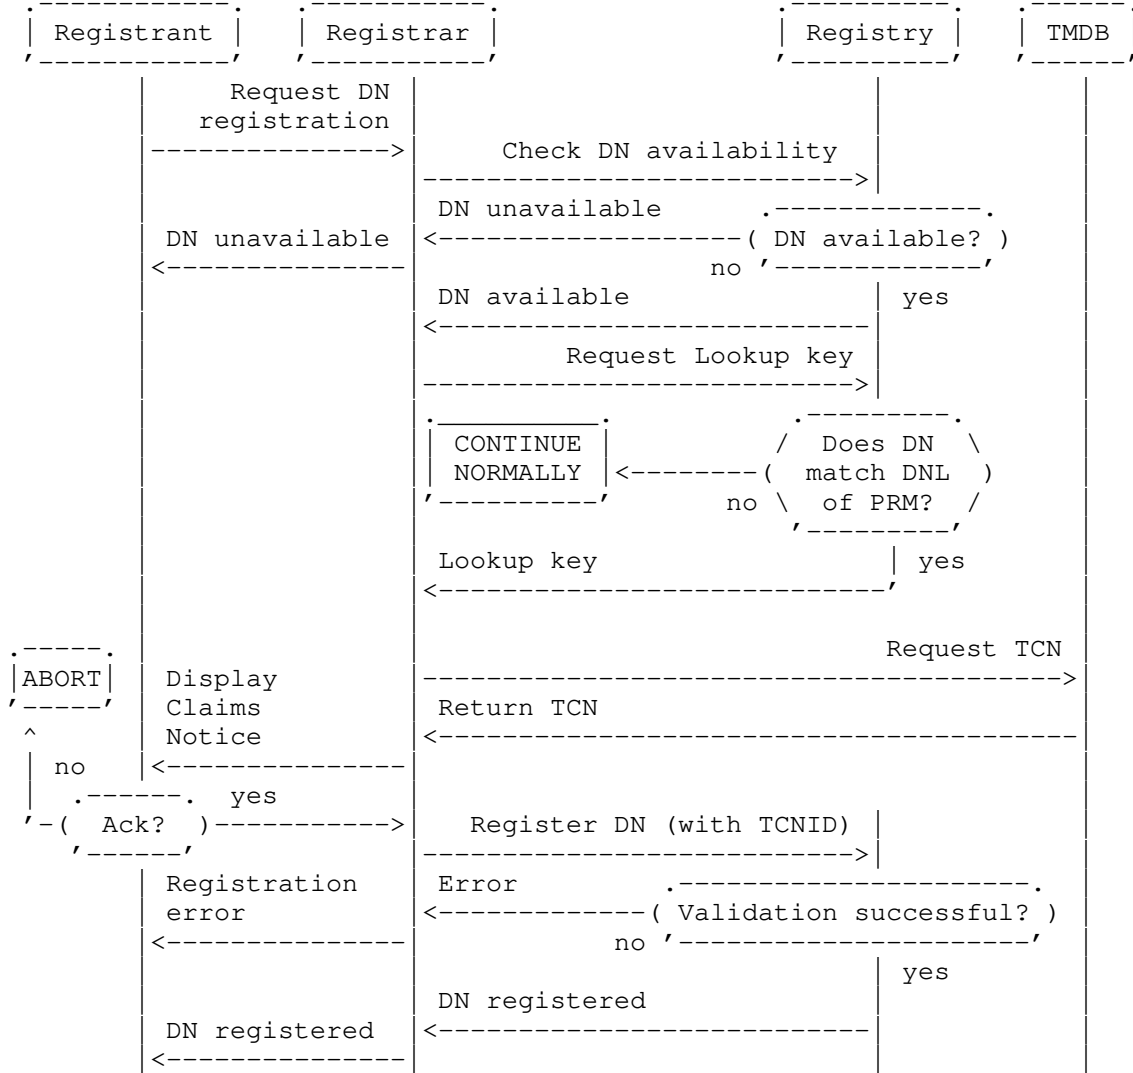 Registrant Registrar Registry TMDB
Request DN
registration
Check DN availability
DN unavailable
DN unavailable DN available?
no
DN available yes
Request Lookup key
CONTINUE Does DN
NORMALLY match DNL
no of PRM?
Lookup key yes
Request TCN
ABORT Display
Claims Return TCN
Notice
no
yes
Ack? Register DN (with TCNID)
Registration Error
error Validation successful?
no
yes
DN registered
DN registered